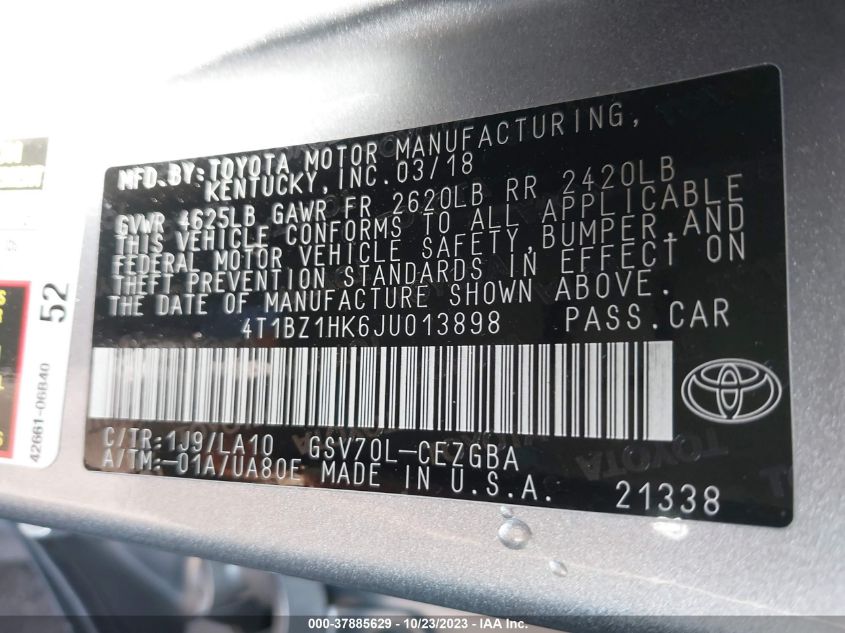 MFD.BY:TOYOTA MOTOR MANUFACTURING,
KENTUCKY, INC. 03/18
GVWR 4625LB GAWR FR 2620LB RR 2420LB
THIS VEHICLE CONFORMS TO ALL APPLICABLE
FEDERAL MOTOR VEHICLE SAFETY,BUMPER,AND
THEFT PREVENTION STANDARDS IN EFFECT ON
THE DATE OF MANUFACTURE SHOWN ABOVE.
4T1BZ1HK6JU013898 PASS.CAR
C/TR:1J9/LA10 GSV70L-CEZGBA
A/TM:-01A/UA80E MADE IN U.S.A.
21338
52
42661-06B40
000-37885629 - 10/23/2023 - IAA Inc.